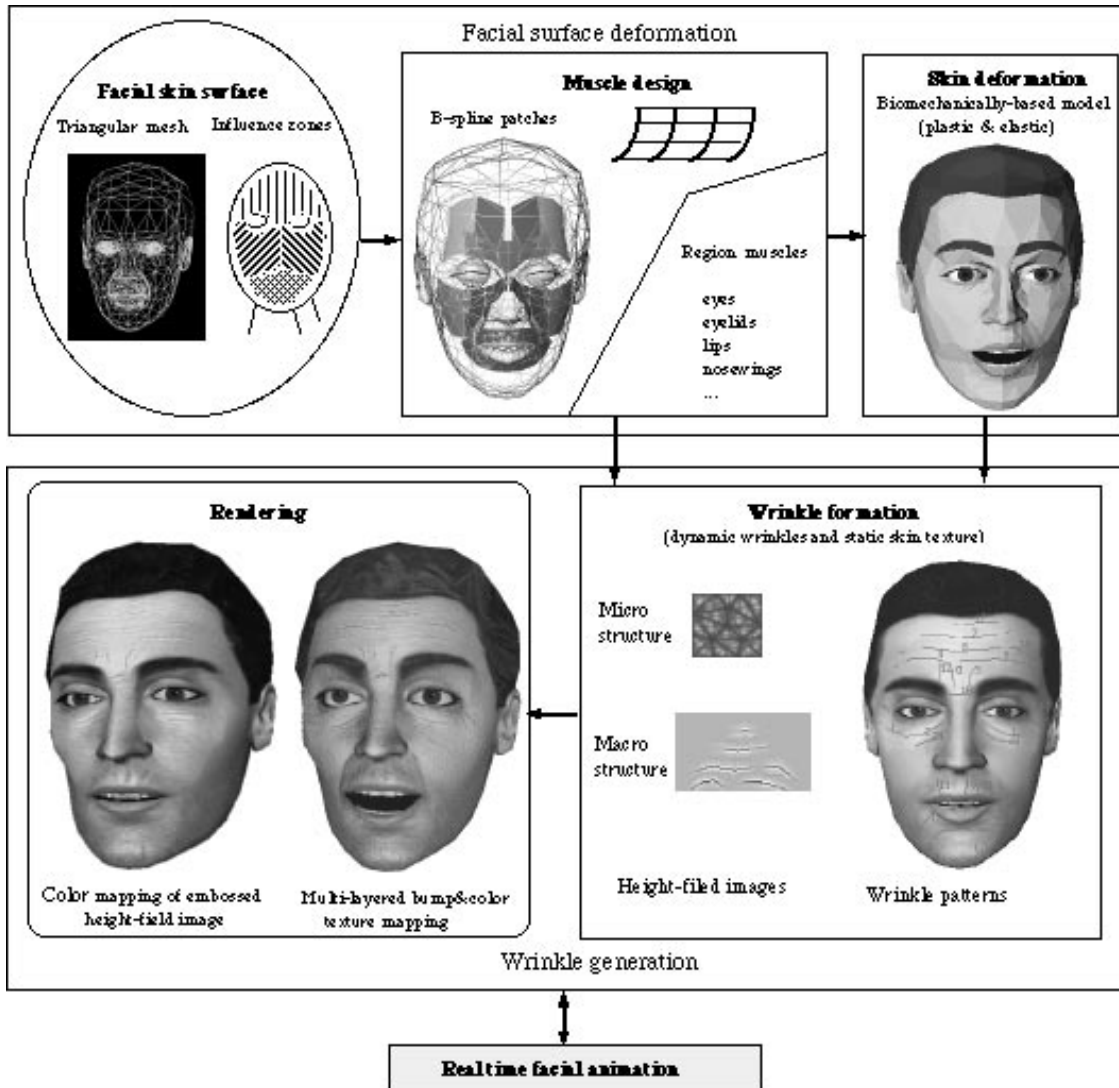 Facial surface deformation
Facial skin surface
Triangular mesh
Influence zones
Muscle design
B-spline patches
Region muscles
eyes
eyelids
lips
nosewings
...
Skin deformation
Biomechanically-based model
(plastic & elastic)
Rendering
Color mapping of embossed
height-field image
Multi-layered bump&color
texture mapping
Wrinkle formation
(dynamic wrinkles and static skin texture)
Micro
structure
Macro
structure
Height-filed images
Wrinkle patterns
Wrinkle generation
Real time facial animation